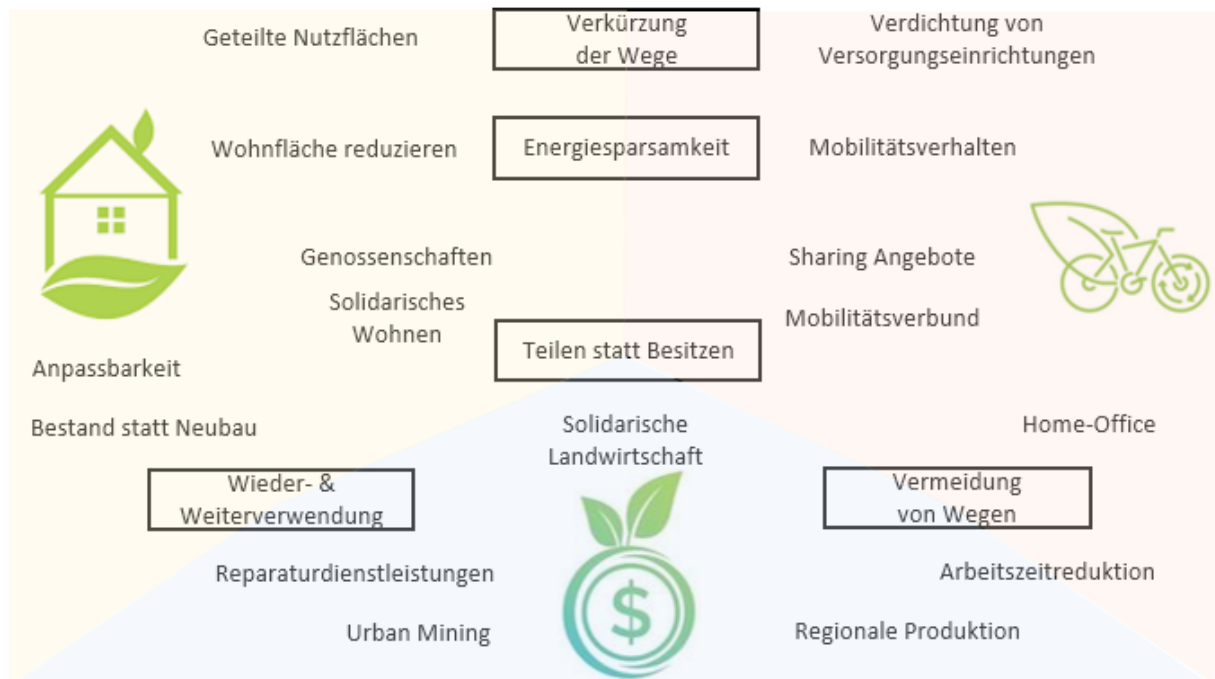 Geteilte Nutzflächen
Verkürzung
der Wege
Verdichtung von
Versorgungseinrichtungen
Wohnfläche reduzieren
Energiesparsamkeit
Mobilitätsverhalten
Genossenschaften
Sharing Angebote
Solidarisches
Wohnen
Mobilitätsverbund
Teilen statt Besitzen
Anpassbarkeit
Bestand statt Neubau
Solidarische
Landwirtschaft
Home-Office
Wieder- &
Weiterverwendung
Vermeidung
von Wegen
Reparaturdienstleistungen
Arbeitszeitreduktion
$
Urban Mining
Regionale Produktion